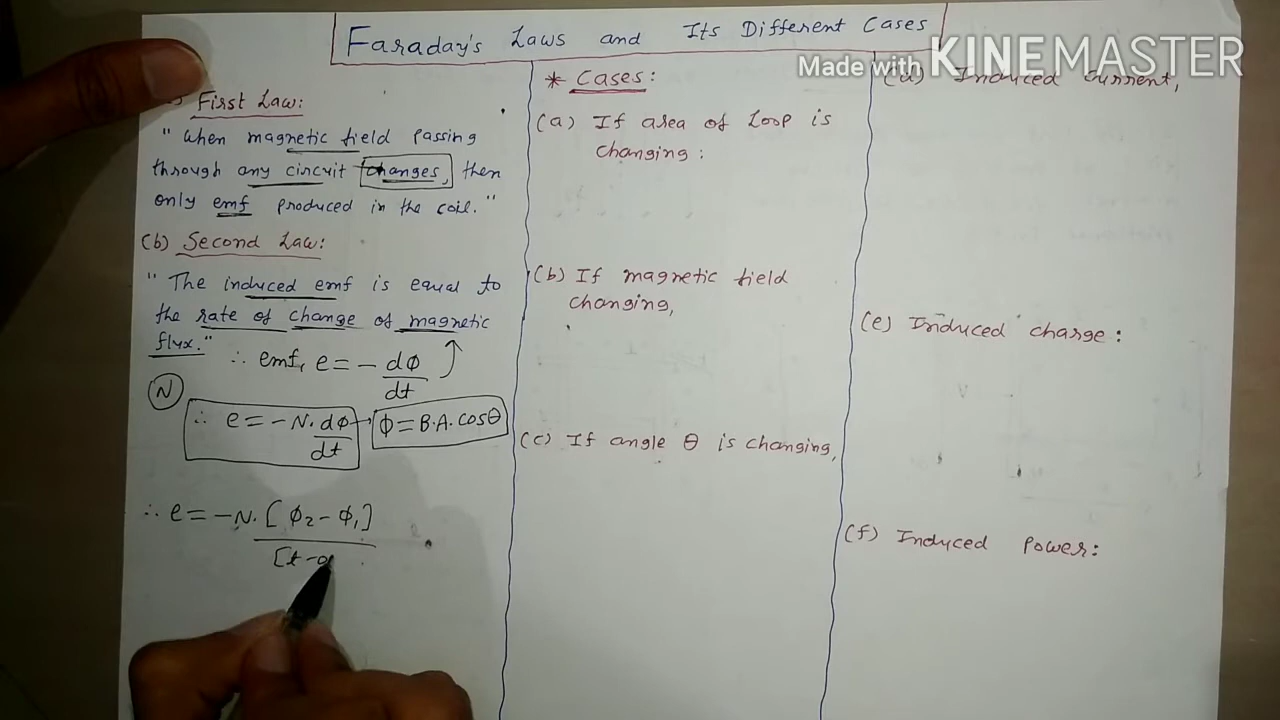 Faraday's Laws and Its Different Cases
Made with KINEMASTER
First Law:
"When magnetic field passing
through any circuit changes, then
only emf produced in the coil."
(b) Second Law:
"The induced emf is equal to
the rate of change of magnetic
flux."
∴ emf, e = - dϕ/dt
N
∴ e = -N. dϕ/dt → ϕ = B.A. cosθ
∴ e = -N. [ϕ2 - ϕ1]
[t-0
* Cases:
(a) If area of Loop is
changing:
(b) If magnetic field
changing,
(c) If angle θ is changing,
(d) Induced current,
(e) Induced charge:
(f) Induced Power: